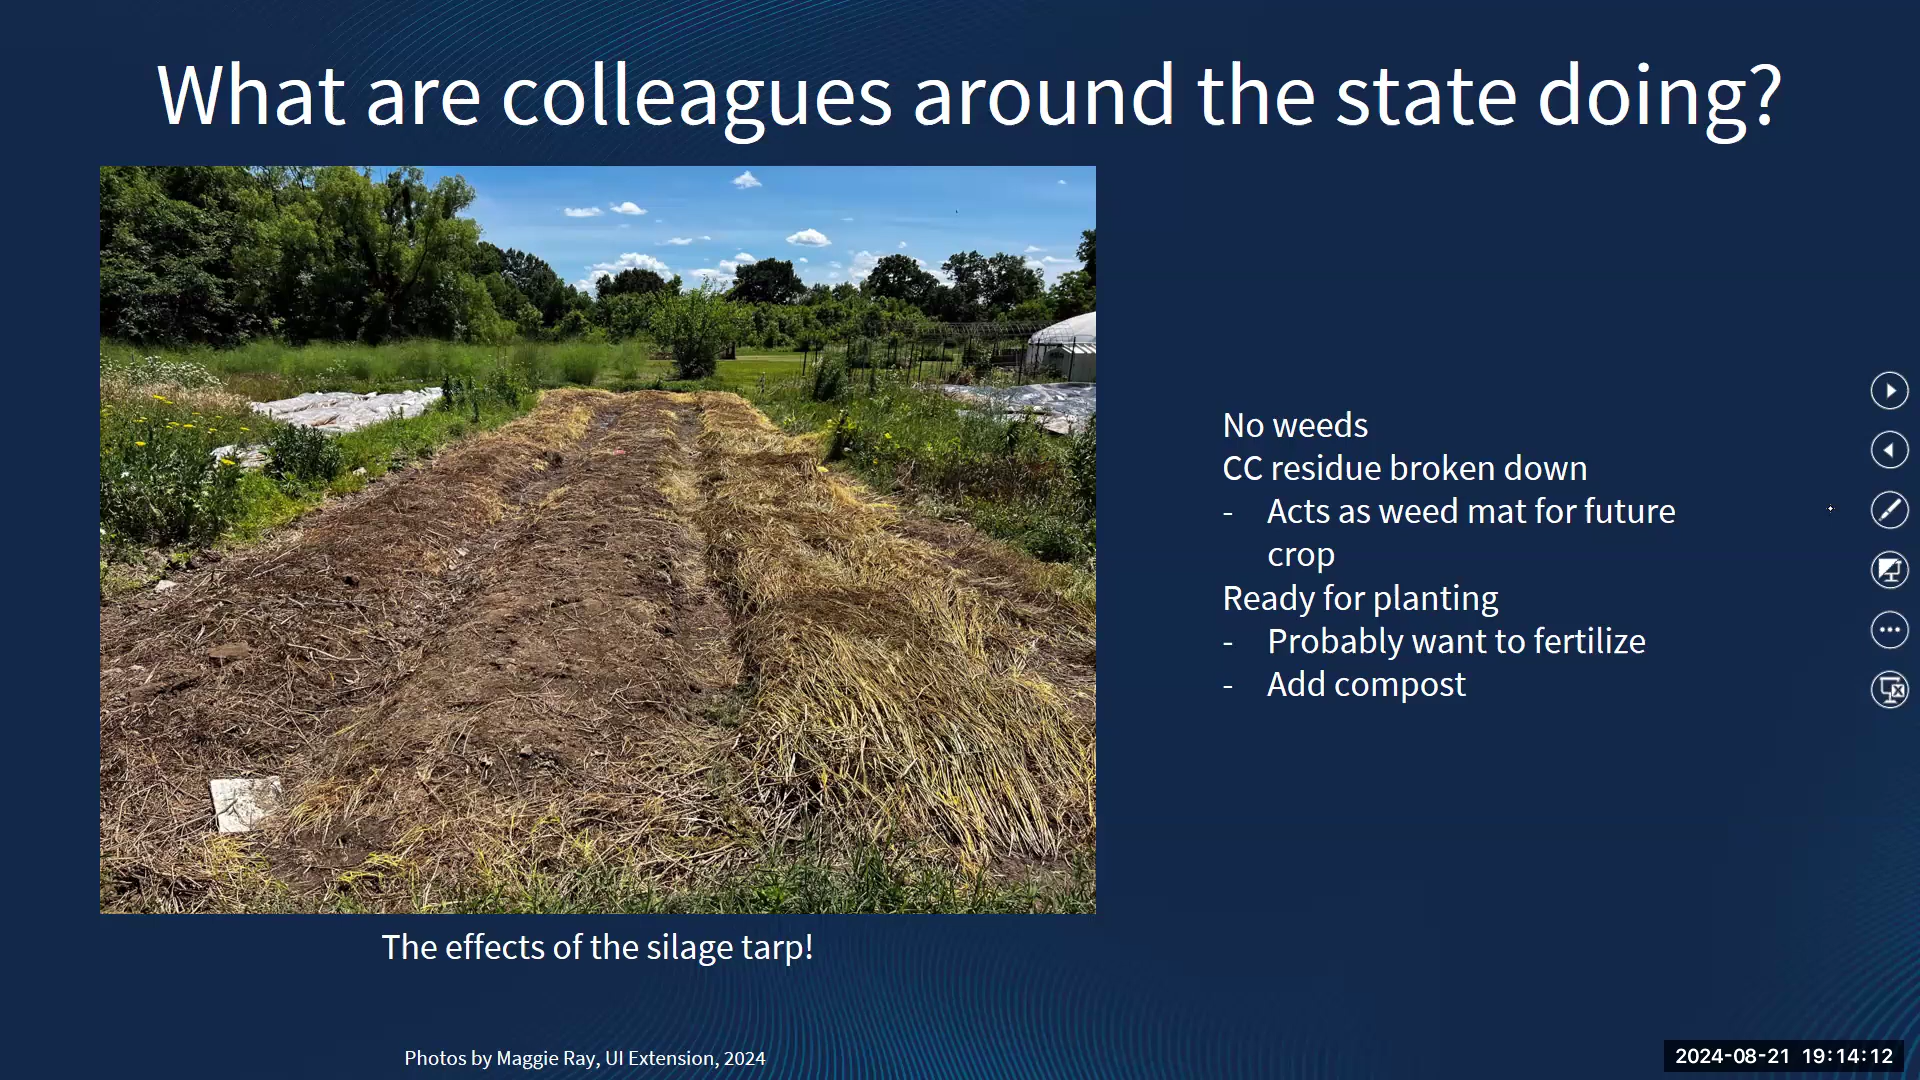 What are colleagues around the state doing?
No weeds
CC residue broken down
- Acts as weed mat for future
crop
Ready for planting
- Probably want to fertilize
- Add compost
The effects of the silage tarp!
Photos by Maggie Ray, UI Extension, 2024
2024-08-21 19:14:12